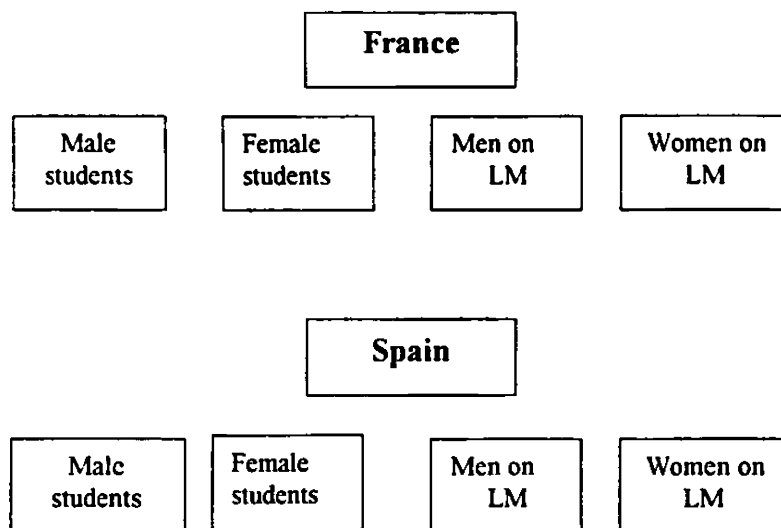 France
Male
students
Female
students
Men on
LM
Women on
LM
Spain
Male
students
Female
students
Men on
LM
Women on
LM